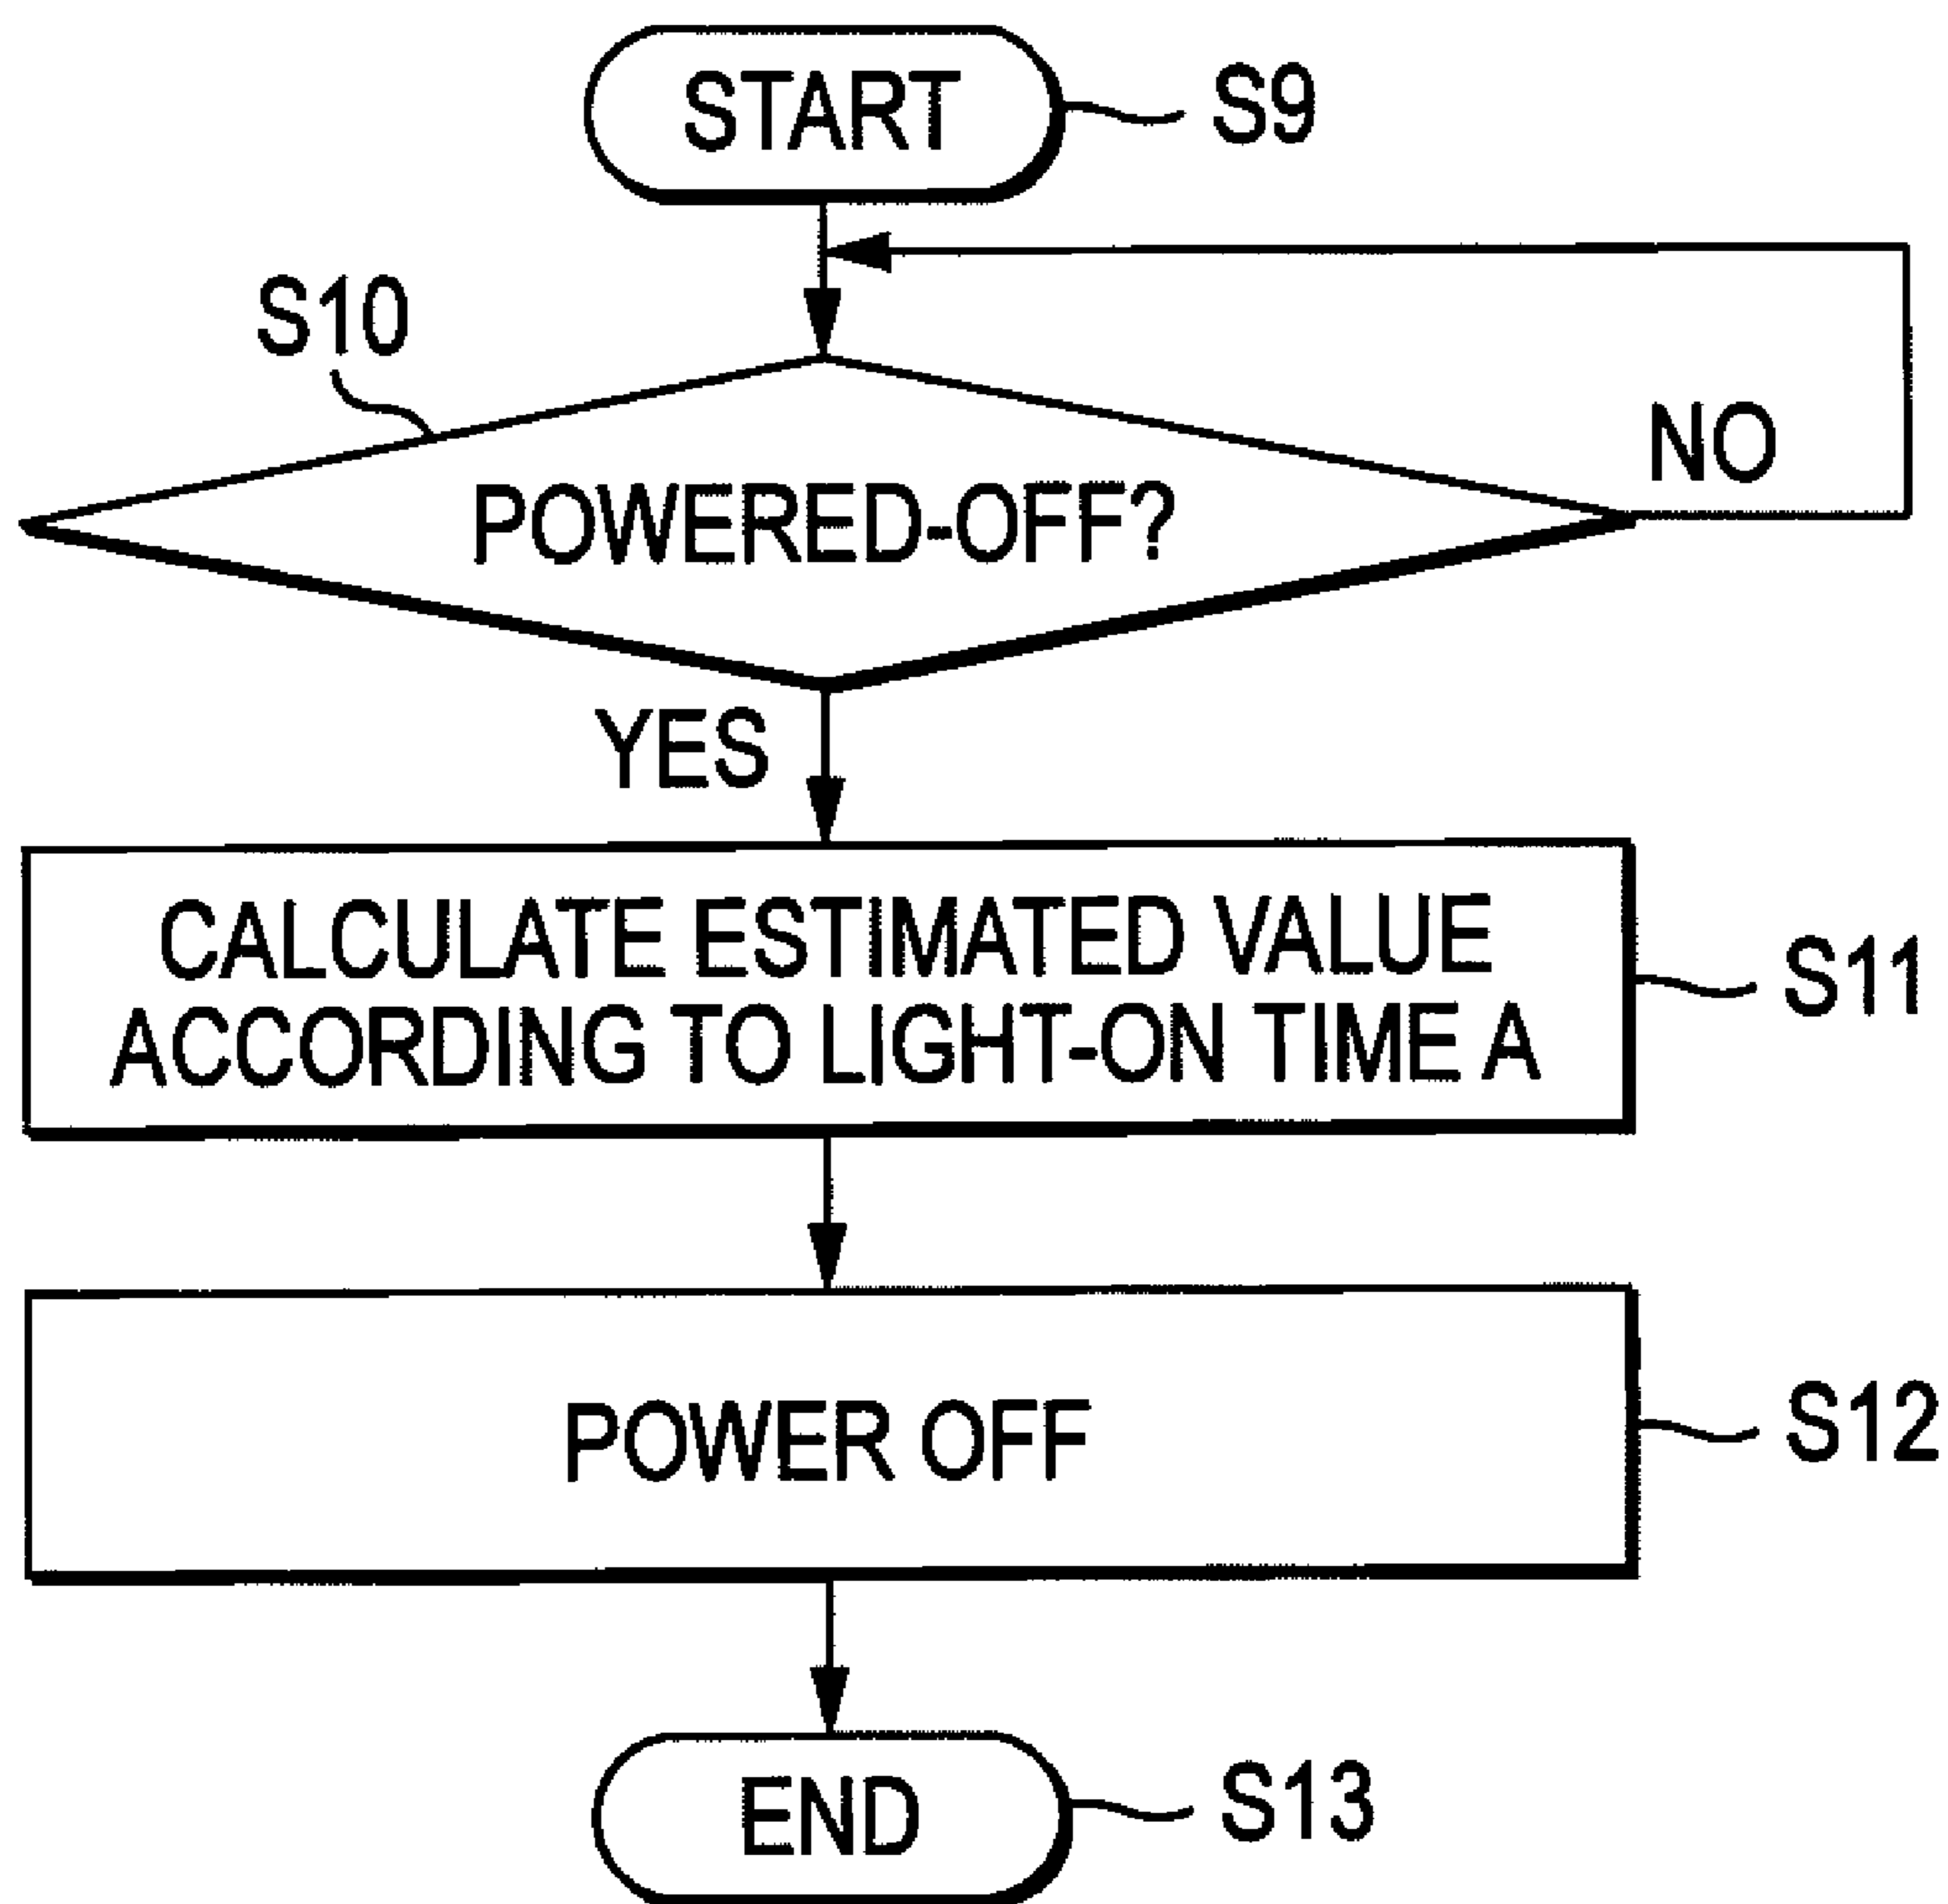 START
S9
S10
NO
POWERED-OFF?
YES
CALCULATE ESTIMATED VALUE
ACCORDING TO LIGHT-ON TIME A
S11
POWER OFF
S12
END
S13